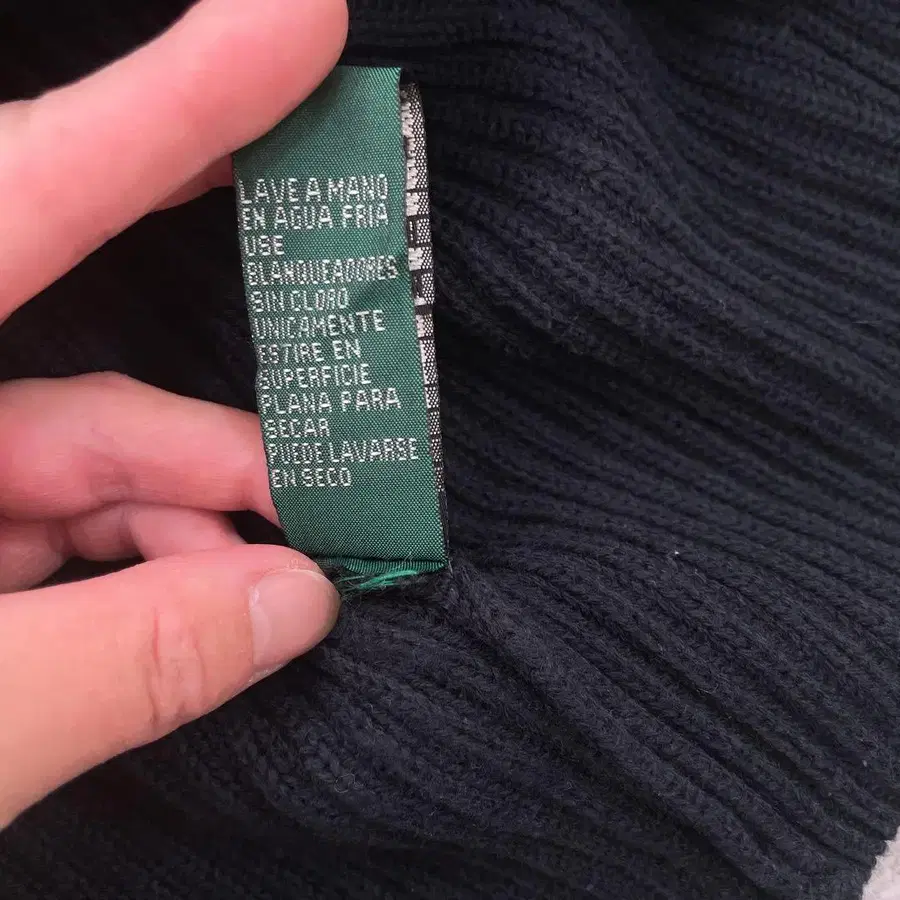 LAVE A MANO
EN AGUA FRIA
USE
BLANQUEADORES
SIN CLORO
UNICAMENTE
ESTIRE EN
SUPERFICIE
PLANA PARA
SECAR
PUEDE LAVARSE
EN SECO